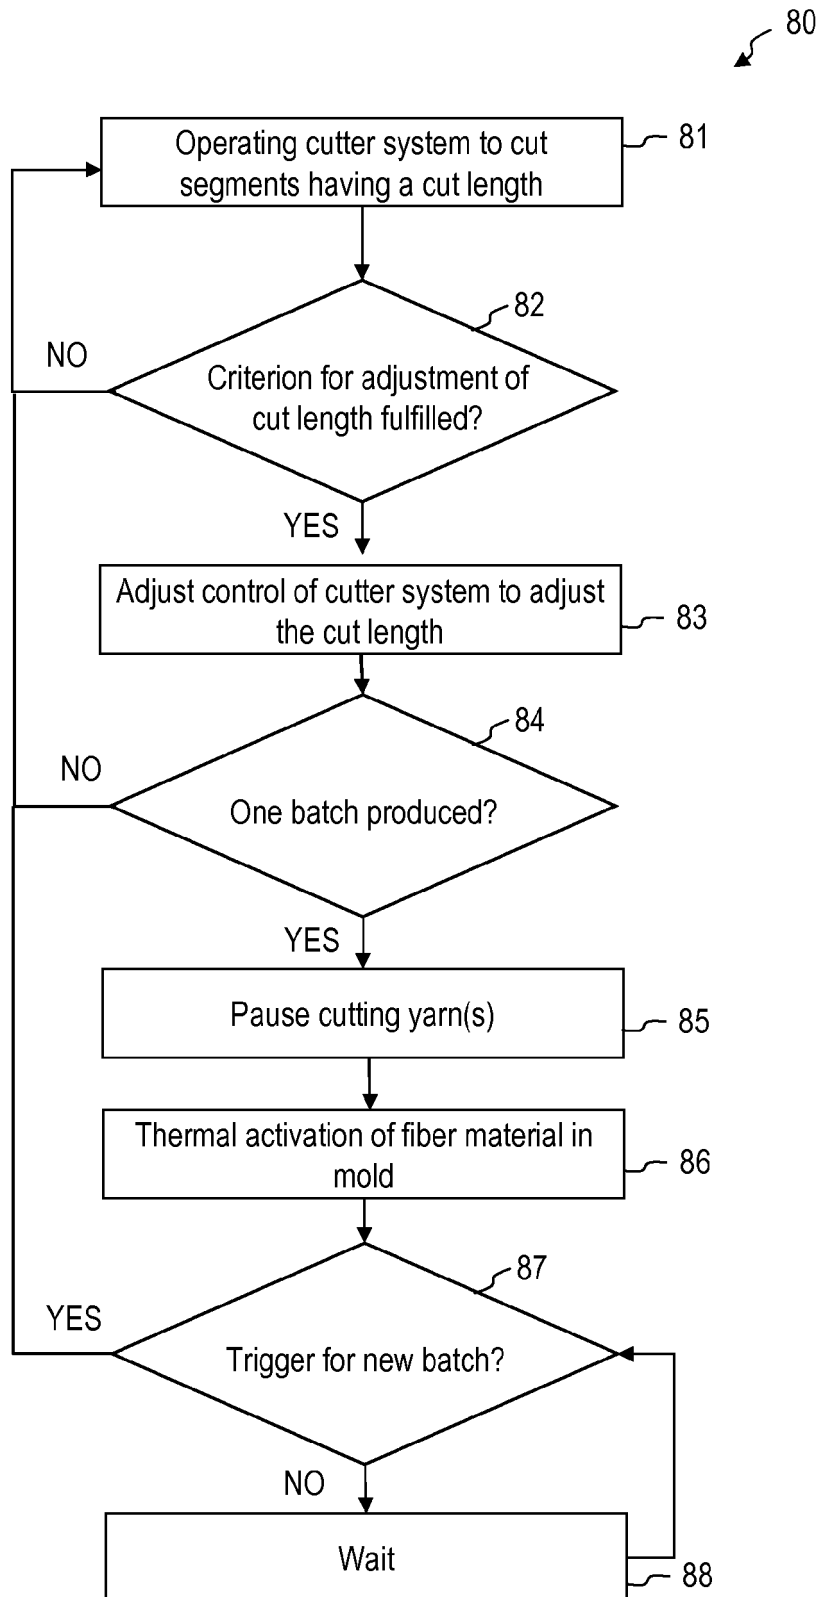 80
Operating cutter system to cut
segments having a cut length
81
82
NO
Criterion for adjustment of
cut length fulfilled?
YES
Adjust control of cutter system to adjust
the cut length
83
84
NO
One batch produced?
YES
Pause cutting yarn(s)
85
Thermal activation of fiber material in
mold
86
87
YES
Trigger for new batch?
NO
Wait
88